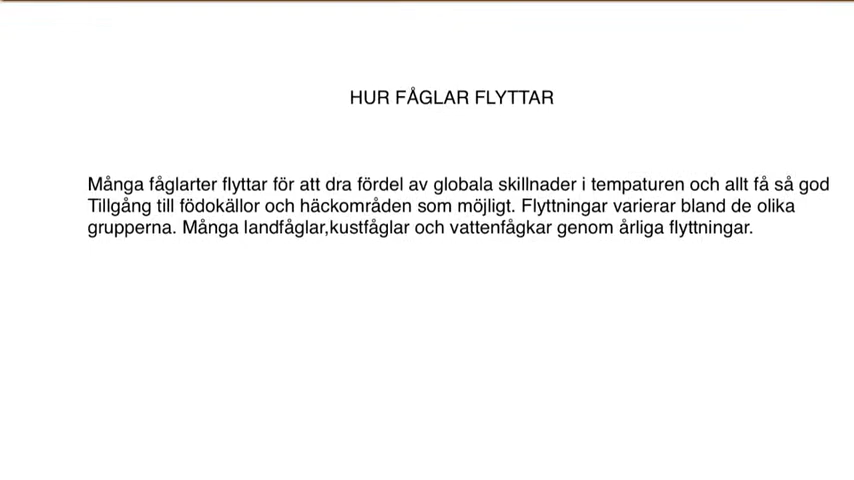 HUR FÅGLAR FLYTTAR
Många fåglarter flyttar för att dra fördel av globala skillnader i tempaturen och allt få så god
Tillgång till födokällor och häckområden som möjligt. Flyttningar varierar bland de olika
grupperna. Många landfåglar,kustfåglar och vattenfågkar genom årliga flyttningar.